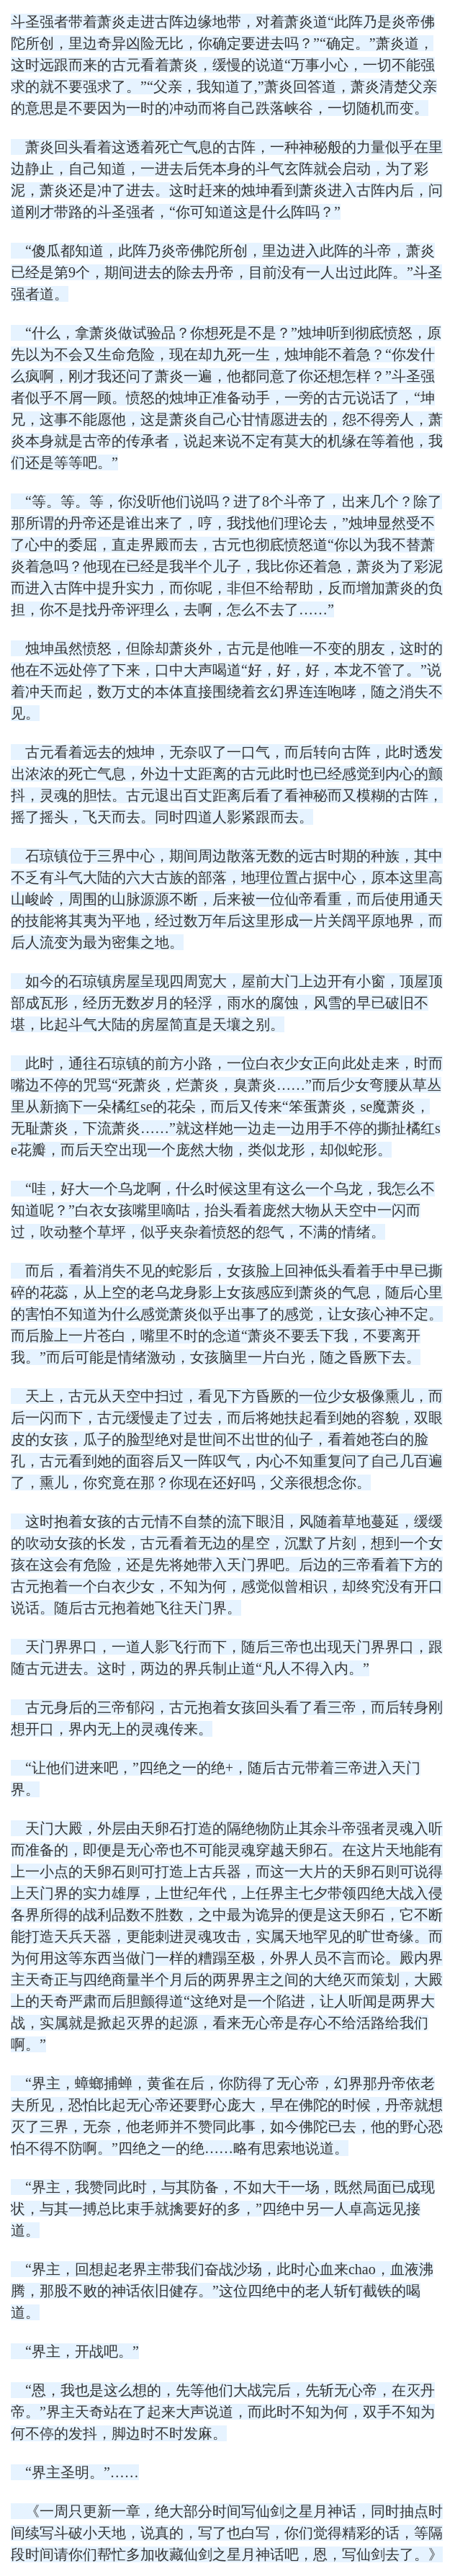 斗圣强者带着萧炎走进古阵边缘地带，对着萧炎道“此阵乃是炎帝佛
陀所创，里边奇异凶险无比，你确定要进去吗？”“确定。”萧炎道，
这时远跟而来的古元看着萧炎，缓慢的说道“万事小心，一切不能强
求的就不要强求了。”“父亲，我知道了,”萧炎回答道，萧炎清楚父亲
的意思是不要因为一时的冲动而将自己跌落峡谷，一切随机而变。
萧炎回头看着这透着死亡气息的古阵，一种神秘般的力量似乎在里
边静止，自己知道，一进去后凭本身的斗气玄阵就会启动，为了彩
泥，萧炎还是冲了进去。这时赶来的烛坤看到萧炎进入古阵内后，问
道刚才带路的斗圣强者，“你可知道这是什么阵吗？”
“傻瓜都知道，此阵乃炎帝佛陀所创，里边进入此阵的斗帝，萧炎
已经是第9个，期间进去的除去丹帝，目前没有一人出过此阵。”斗圣
强者道。
“什么，拿萧炎做试验品？你想死是不是？”烛坤听到彻底愤怒，原
先以为不会又生命危险，现在却九死一生，烛坤能不着急？“你发什
么疯啊，刚才我还问了萧炎一遍，他都同意了你还想怎样？”斗圣强
者似乎不屑一顾。愤怒的烛坤正准备动手，一旁的古元说话了，“坤
兄，这事不能愿他，这是萧炎自己心甘情愿进去的，怨不得旁人，萧
炎本身就是古帝的传承者，说起来说不定有莫大的机缘在等着他，我
们还是等等吧。”
“等。等。等，你没听他们说吗？进了8个斗帝了，出来几个？除了
那所谓的丹帝还是谁出来了，哼，我找他们理论去，”烛坤显然受不
了心中的委屈，直走界殿而去，古元也彻底愤怒道“你以为我不替萧
炎着急吗？他现在已经是我半个儿子，我比你还着急，萧炎为了彩泥
而进入古阵中提升实力，而你呢，非但不给帮助，反而增加萧炎的负
担，你不是找丹帝评理么，去啊，怎么不去了……”
烛坤虽然愤怒，但除却萧炎外，古元是他唯一不变的朋友，这时的
他在不远处停了下来，口中大声喝道“好，好，好，本龙不管了。”说
着冲天而起，数万丈的本体直接围绕着玄幻界连连咆哮，随之消失不
见。
古元看着远去的烛坤，无奈叹了一口气，而后转向古阵，此时透发
出浓浓的死亡气息，外边十丈距离的古元此时也已经感觉到内心的颤
抖，灵魂的胆怯。古元退出百丈距离后看了看神秘而又模糊的古阵，
摇了摇头，飞天而去。同时四道人影紧跟而去。
石琼镇位于三界中心，期间周边散落无数的远古时期的种族，其中
不乏有斗气大陆的六大古族的部落，地理位置占据中心，原本这里高
山峻岭，周围的山脉源源不断，后来被一位仙帝看重，而后使用通天
的技能将其夷为平地，经过数万年后这里形成一片关阔平原地界，而
后人流变为最为密集之地。
如今的石琼镇房屋呈现四周宽大，屋前大门上边开有小窗，顶屋顶
部成瓦形，经历无数岁月的轻浮，雨水的腐蚀，风雪的早已破旧不
堪，比起斗气大陆的房屋简直是天壤之别。
此时，通往石琼镇的前方小路，一位白衣少女正向此处走来，时而
嘴边不停的咒骂“死萧炎，烂萧炎，臭萧炎……”而后少女弯腰从草丛
里从新摘下一朵橘红se的花朵，而后又传来“笨蛋萧炎，se魔萧炎，
无耻萧炎，下流萧炎……”就这样她一边走一边用手不停的撕扯橘红s
e花瓣，而后天空出现一个庞然大物，类似龙形，却似蛇形。
“哇，好大一个乌龙啊，什么时候这里有这么一个乌龙，我怎么不
知道呢？”白衣女孩嘴里嘀咕，抬头看着庞然大物从天空中一闪而
过，吹动整个草坪，似乎夹杂着愤怒的怨气，不满的情绪。
而后，看着消失不见的蛇影后，女孩脸上回神低头看着手中早已撕
碎的花蕊，从上空的老乌龙身影上女孩感应到萧炎的气息，随后心里
的害怕不知道为什么感觉萧炎似乎出事了的感觉，让女孩心神不定。
而后脸上一片苍白，嘴里不时的念道“萧炎不要丢下我，不要离开
我。”而后可能是情绪激动，女孩脑里一片白光，随之昏厥下去。
天上，古元从天空中扫过，看见下方昏厥的一位少女极像熏儿，而
后一闪而下，古元缓慢走了过去，而后将她扶起看到她的容貌，双眼
皮的女孩，瓜子的脸型绝对是世间不出世的仙子，看着她苍白的脸
孔，古元看到她的面容后又一阵叹气，内心不知重复问了自己几百遍
了，熏儿，你究竟在那？你现在还好吗，父亲很想念你。
这时抱着女孩的古元情不自禁的流下眼泪，风随着草地蔓延，缓缓
的吹动女孩的长发，古元看着无边的星空，沉默了片刻，想到一个女
孩在这会有危险，还是先将她带入天门界吧。后边的三帝看着下方的
古元抱着一个白衣少女，不知为何，感觉似曾相识，却终究没有开口
说话。随后古元抱着她飞往天门界。
天门界界口，一道人影飞行而下，随后三帝也出现天门界界口，跟
随古元进去。这时，两边的界兵制止道“凡人不得入内。”
古元身后的三帝郁闷，古元抱着女孩回头看了看三帝，而后转身刚
想开口，界内无上的灵魂传来。
“让他们进来吧，”四绝之一的绝+，随后古元带着三帝进入天门
界。
天门大殿，外层由天卵石打造的隔绝物防止其余斗帝强者灵魂入听
而准备的，即便是无心帝也不可能灵魂穿越天卵石。在这片天地能有
上一小点的天卵石则可打造上古兵器，而这一大片的天卵石则可说得
上天门界的实力雄厚，上世纪年代，上任界主七夕带领四绝大战入侵
各界所得的战利品数不胜数，之中最为诡异的便是这天卵石，它不断
能打造天兵天器，更能刺进灵魂攻击，实属天地罕见的旷世奇缘。而
为何用这等东西当做门一样的糟蹋至极，外界人员不言而论。殿内界
主天奇正与四绝商量半个月后的两界界主之间的大绝灭而策划，大殿
上的天奇严肃而后胆颤得道“这绝对是一个陷进，让人听闻是两界大
战，实属就是掀起灭界的起源，看来无心帝是存心不给活路给我们
啊。”
“界主，蟑螂捕蝉，黄雀在后，你防得了无心帝，幻界那丹帝依老
夫所见，恐怕比起无心帝还要野心庞大，早在佛陀的时候，丹帝就想
灭了三界，无奈，他老师并不赞同此事，如今佛陀已去，他的野心恐
怕不得不防啊。”四绝之一的绝……略有思索地说道。
“界主，我赞同此时，与其防备，不如大干一场，既然局面已成现
状，与其一搏总比束手就擒要好的多，”四绝中另一人卓高远见接
道。
“界主，回想起老界主带我们奋战沙场，此时心血来chao，血液沸
腾，那股不败的神话依旧健存。”这位四绝中的老人斩钉截铁的喝
道。
“界主，开战吧。”
“恩，我也是这么想的，先等他们大战完后，先斩无心帝，在灭丹
帝。”界主天奇站在了起来大声说道，而此时不知为何，双手不知为
何不停的发抖，脚边时不时发麻。
“界主圣明。”……
《一周只更新一章，绝大部分时间写仙剑之星月神话，同时抽点时
间续写斗破小天地，说真的，写了也白写，你们觉得精彩的话，等隔
段时间请你们帮忙多加收藏仙剑之星月神话吧，恩，写仙剑去了。》